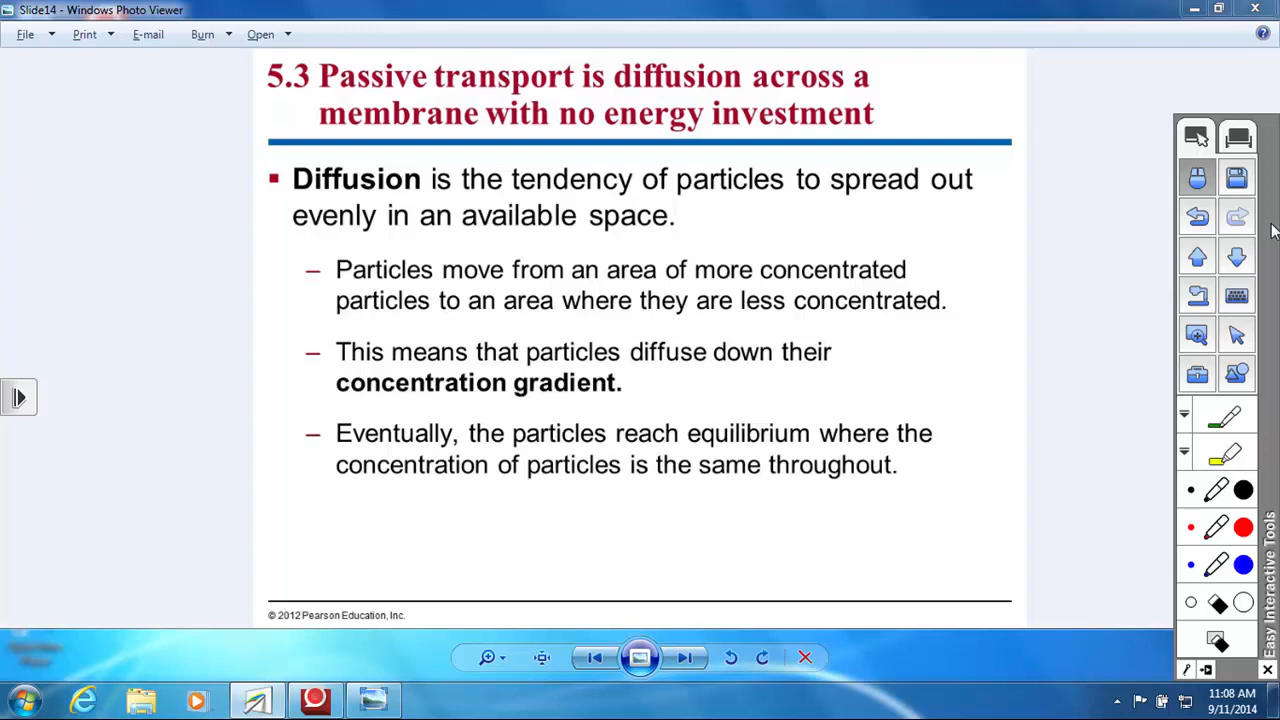 Slide14 - Windows Photo Viewer
File Print E-mail Burn Open
5.3 Passive transport is diffusion across a
membrane with no energy investment
▪ Diffusion is the tendency of particles to spread out
evenly in an available space.
– Particles move from an area of more concentrated
particles to an area where they are less concentrated.
– This means that particles diffuse down their
concentration gradient.
– Eventually, the particles reach equilibrium where the
concentration of particles is the same throughout.
© 2012 Pearson Education, Inc.
Easy Interactive Tools
11:08 AM
9/11/2014